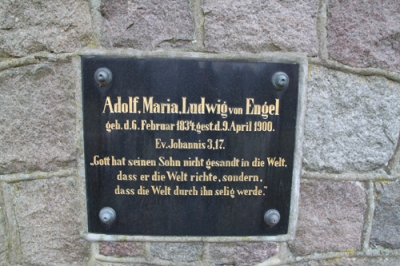 Adolf, Maria, Ludwig von Engel
geb. d. 6. Februar 1834, gest. d. 9. April 1900.
Ev. Johannis 3,17.
„Gott hat seinen Sohn nicht gesandt in die Welt,
dass er die Welt richte, sondern,
dass die Welt durch ihn selig werde.“